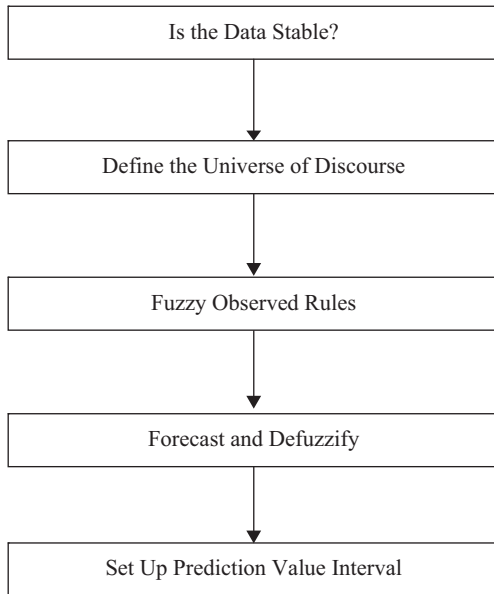 Is the Data Stable?
Define the Universe of Discourse
Fuzzy Observed Rules
Forecast and Defuzzify
Set Up Prediction Value Interval